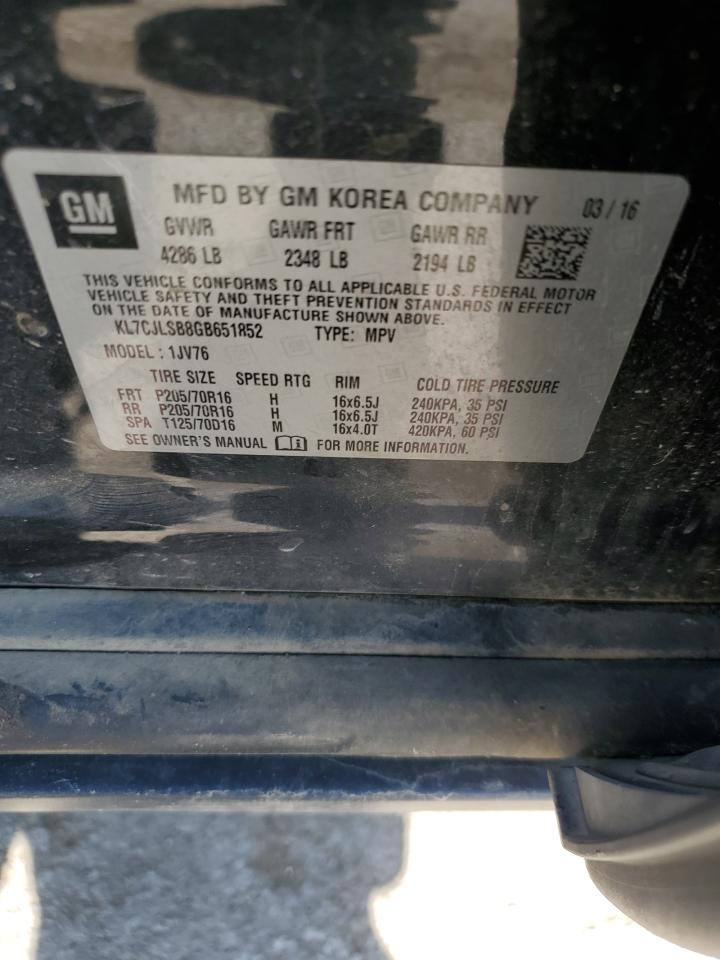 GM
MFD BY GM KOREA COMPANY 03 / 16
GVWR GAWR FRT GAWR RR
4286 LB 2348 LB 2194 LB
THIS VEHICLE CONFORMS TO ALL APPLICABLE U.S. FEDERAL MOTOR
VEHICLE SAFETY AND THEFT PREVENTION STANDARDS IN EFFECT
ON THE DATE OF MANUFACTURE SHOWN ABOVE.
KL7CJLSB8GB651852 TYPE: MPV
MODEL : 1JV76
TIRE SIZE SPEED RTG RIM COLD TIRE PRESSURE
FRT P205/70R16 H 16x6.5J 240KPA, 35 PSI
RR P205/70R16 H 16x6.5J 240KPA, 35 PSI
SPA T125/70D16 M 16x4.0T 420KPA, 60 PSI
SEE OWNER'S MANUAL FOR MORE INFORMATION.